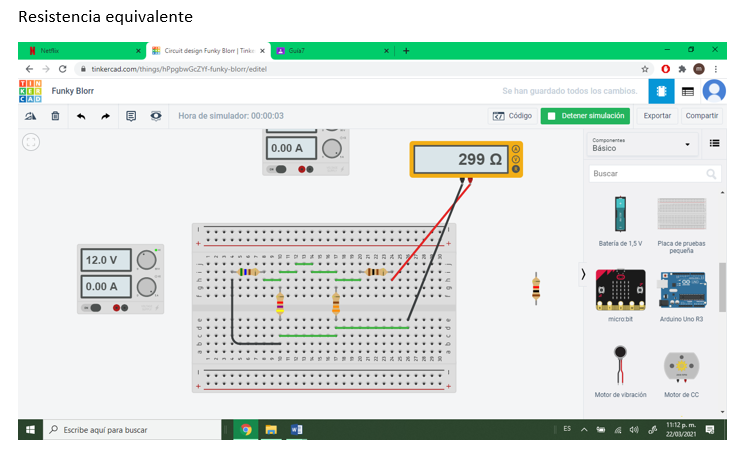 Resistencia equivalente
Netflix
Circuit design Funky Blorr | Tinke
Guia7
tinkercad.com/things/hPpgbwGcZYf-funky-blorr/editel
TIN
KER
CAD
Funky Blorr
Se han guardado todos los cambios.
Hora de simulador: 00:00:03
Código
Detener simulación
Exportar
Compartir
0.00 A
299 Ω
12.0 V
0.00 A
Componentes
Básico
Buscar
Batería de 1,5 V
Placa de pruebas
pequeña
micro:bit
Arduino Uno R3
Motor de vibración
Motor de CC
Escribe aquí para buscar
ES
11:12 p. m.
22/03/2021